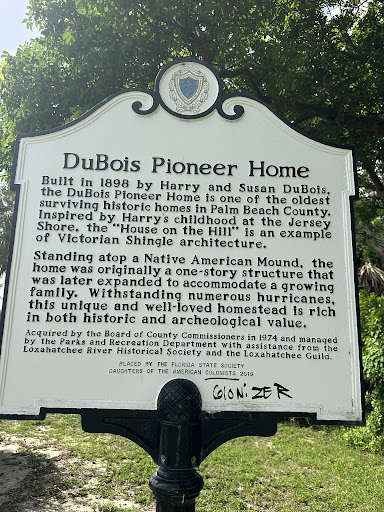 DuBois Pioneer Home
Built in 1898 by Harry and Susan DuBois,
the DuBois Pioneer Home is one of the oldest
surviving historic homes in Palm Beach County.
Inspired by Harry's childhood at the Jersey
Shore, the "House on the Hill" is an example
of Victorian Shingle architecture.
Standing atop a Native American Mound, the
home was originally a one-story structure that
was later expanded to accommodate a growing
family. Withstanding numerous hurricanes,
this unique and well-loved homestead is rich
in both historic and archeological value.
Acquired by the Board of County Commissioners in 1974 and managed
by the Parks and Recreation Department with assistance from the
Loxahatchee River Historical Society and the Loxahatchee Guild.
PLACED BY THE FLORIDA STATE SOCIETY
DAUGHTERS OF THE AMERICAN COLONISTS 2019
COLONIZER